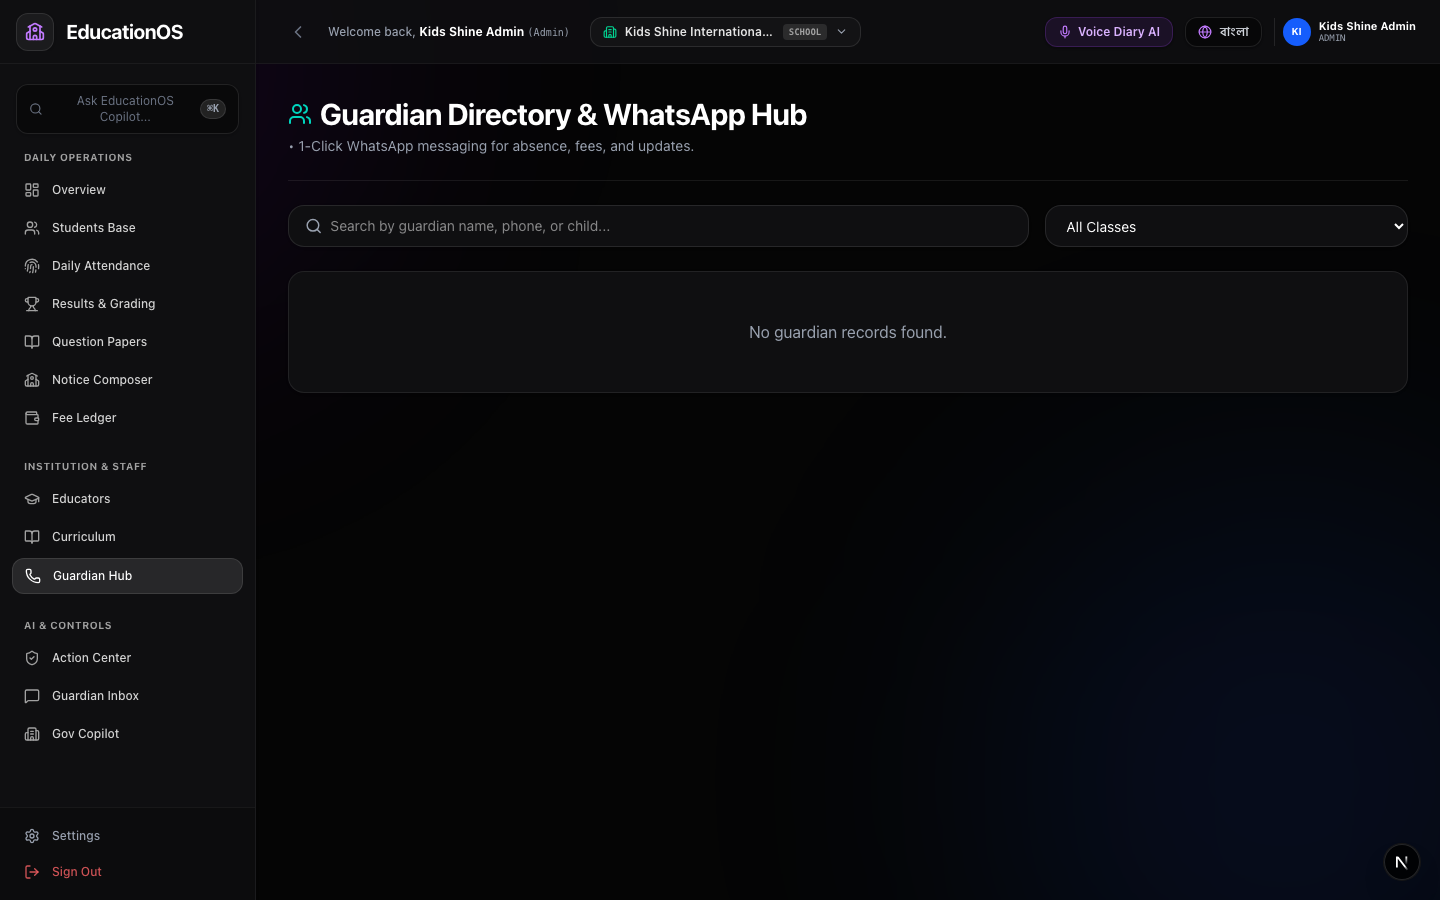 EducationOS
Welcome back, Kids Shine Admin (Admin)
Kids Shine Internationa...
SCHOOL
Voice Diary AI
বাংলা
KI
Kids Shine Admin
ADMIN
Ask EducationOS
Copilot...
⌘K
DAILY OPERATIONS
Overview
Students Base
Daily Attendance
Results & Grading
Question Papers
Notice Composer
Fee Ledger
INSTITUTION & STAFF
Educators
Curriculum
Guardian Hub
AI & CONTROLS
Action Center
Guardian Inbox
Gov Copilot
Settings
Sign Out
Guardian Directory & WhatsApp Hub
• 1-Click WhatsApp messaging for absence, fees, and updates.
Search by guardian name, phone, or child...
All Classes
No guardian records found.
N